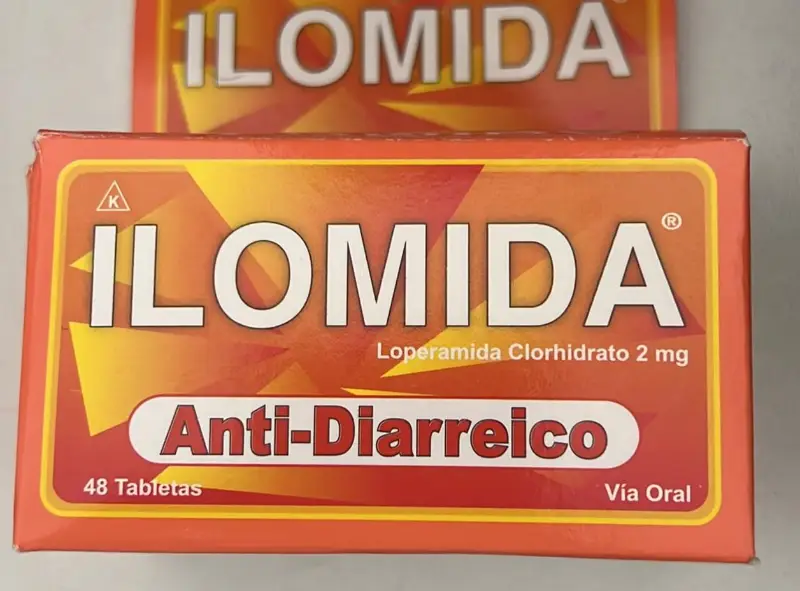 ILOMIDA
K
ILOMIDA®
Loperamida Clorhidrato 2 mg
Anti-Diarreico
48 Tabletas
Vía Oral